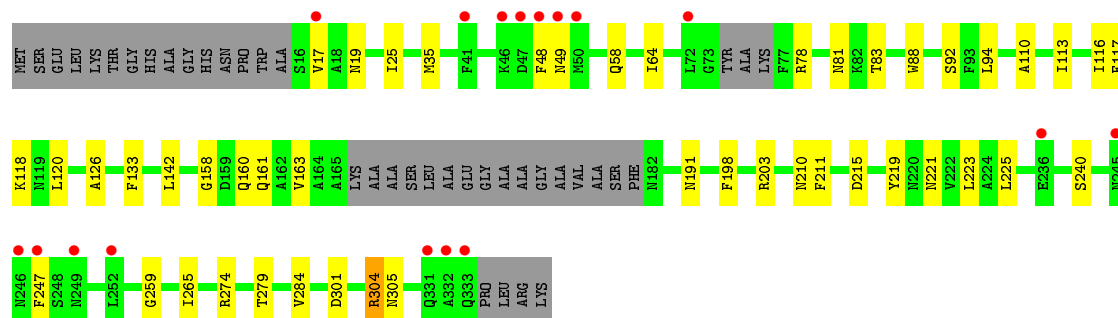 MET SER GLU LEU LYS THR PHE GLY HIS ALA GLY HIS ASN PRO TRP ALA S16 V17 A18 N19 I25 M35 F41 K46 D47 F48 N49 M50 Q58 I64 L72 G73 TYR ALA LYS F77 R78 N81 K82 T83 W88 S92 F93 L94 A110 I113 I116 E117
K118 N119 L120 A126 F133 L142 G158 D159 Q160 Q161 A162 V163 A164 A165 LYS ALA ALA SER LEU ALA GLU GLY ALA ALA GLY ALA VAL ALA SER PHE N182 N191 F198 R203 N210 F211 D215 Y219 N220 N221 V222 L223 A224 L225 E236 S240 N245
N246 F247 S248 N249 L252 G259 I265 R274 T279 V284 D301 R304 N305 Q331 A332 Q333 PRO LEU ARG LYS